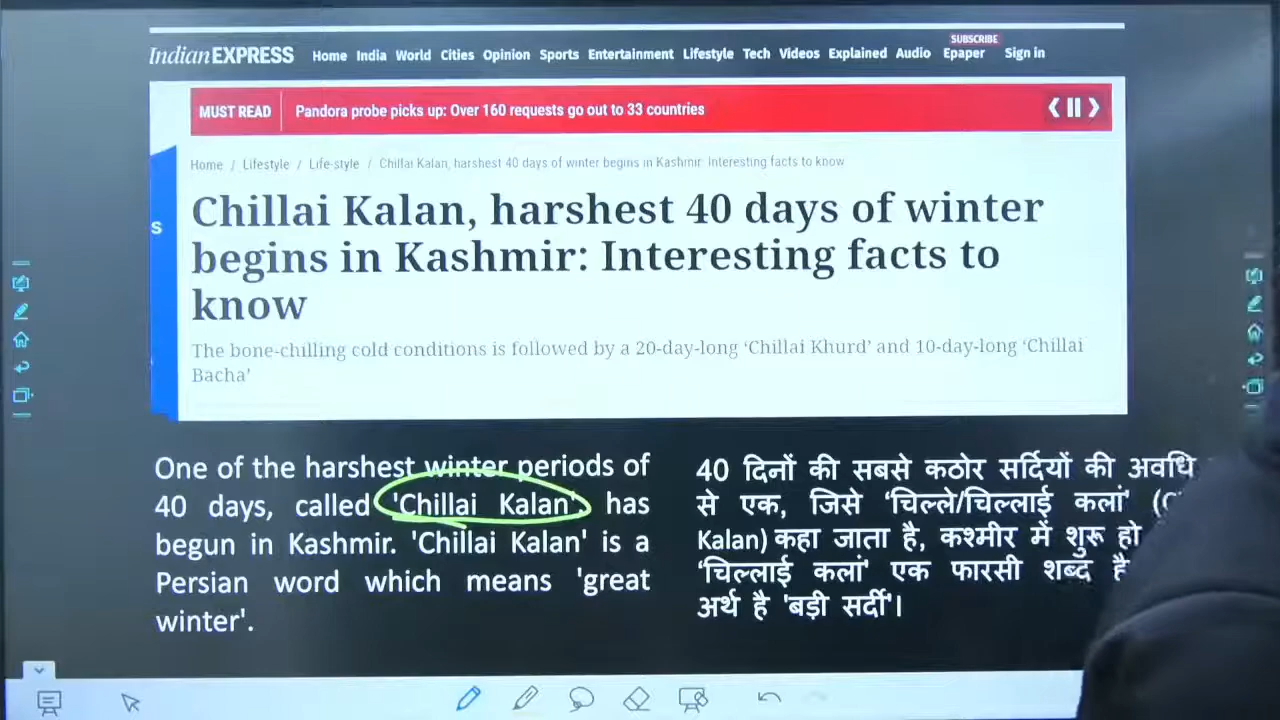 Indian EXPRESS Home India World Cities Opinion Sports Entertainment Lifestyle Tech Videos Explained Audio Epaper SUBSCRIBE Sign in
MUST READ Pandora probe picks up: Over 160 requests go out to 33 countries
Home / Lifestyle / Life-style / Chillai Kalan, harshest 40 days of winter begins in Kashmir: Interesting facts to know
S
Chillai Kalan, harshest 40 days of winter
begins in Kashmir: Interesting facts to
know
The bone-chilling cold conditions is followed by a 20-day-long ‘Chillai Khurd’ and 10-day-long ‘Chillai
Bacha’
One of the harshest winter periods of
40 days, called 'Chillai Kalan', has
begun in Kashmir. 'Chillai Kalan' is a
Persian word which means 'great
winter'.
40 दिनों की सबसे कठोर सर्दियों की अवधि
से एक, जिसे ‘चिल्ले/चिल्लाई कलां’
Kalan) कहा जाता है, कश्मीर में शुरू हो
‘चिल्लाई कलां’ एक फारसी शब्द है
अर्थ है 'बड़ी सर्दी'।